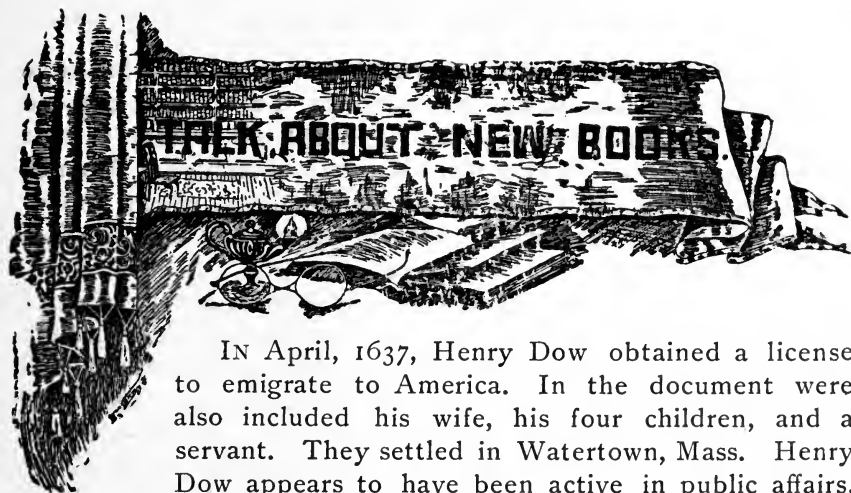 TALK ABOUT NEW BOOKS.
IN April, 1637, Henry Dow obtained a license
to emigrate to America. In the document were
also included his wife, his four children, and a
servant. They settled in Watertown, Mass. Henry
Dow appears to have been active in public affairs.